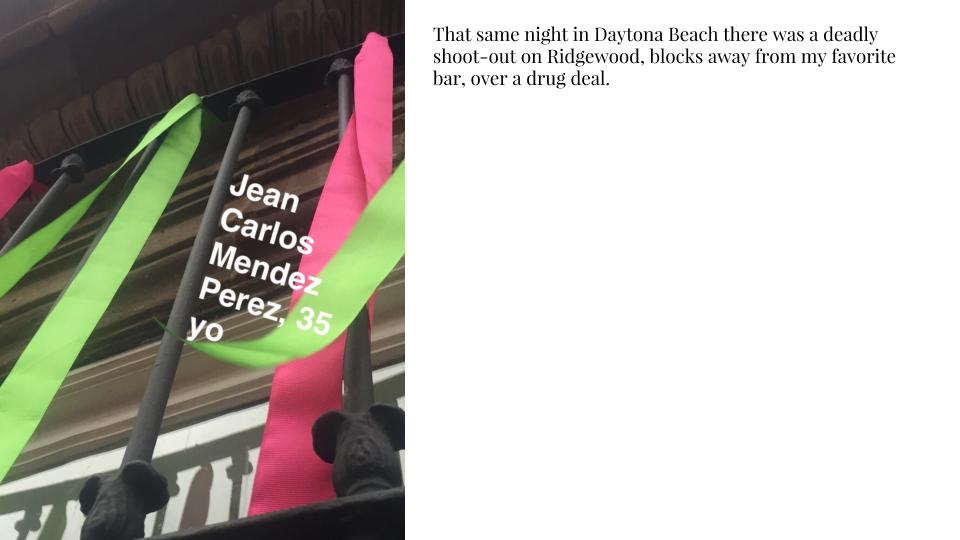 Jean
Carlos
Mendez
Perez, 35
yo
That same night in Daytona Beach there was a deadly
shoot-out on Ridgewood, blocks away from my favorite
bar, over a drug deal.